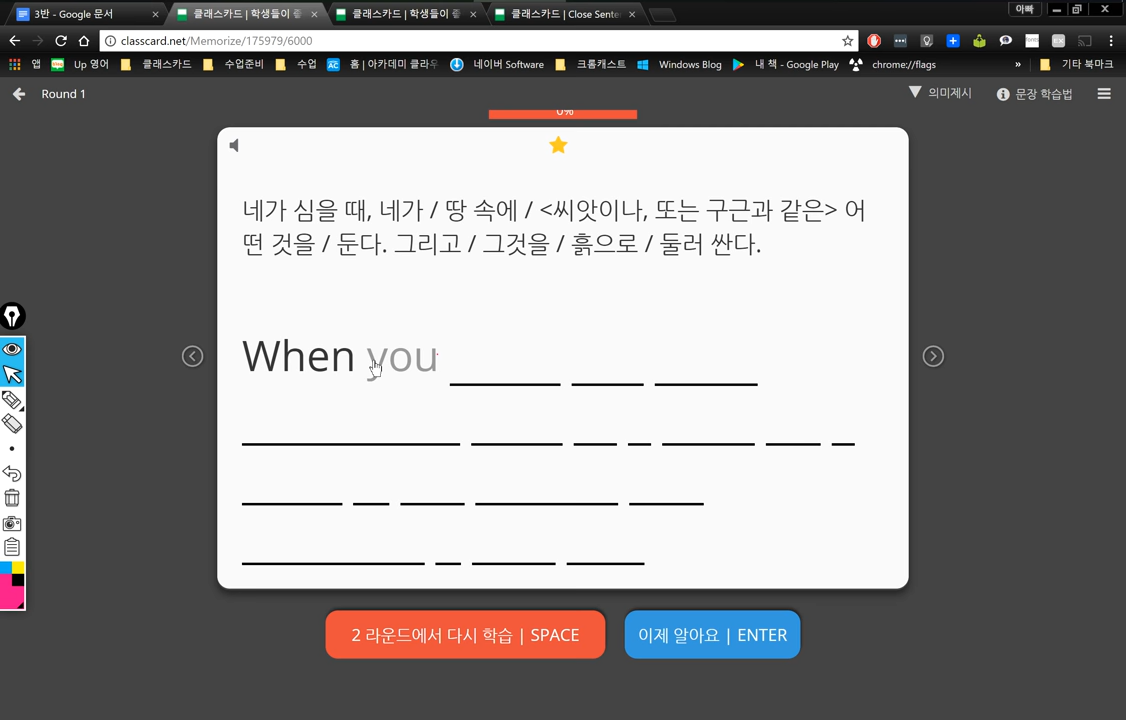 아빠
3반 - Google 문서
클래스카드 | 학생들이 좋
클래스카드 | 학생들이 좋
클래스카드 | Close Sente
classcard.net/Memorize/175979/6000
앱 Up 영어 클래스카드 수업준비 수업 홈 | 아카데미 클라우 네이버 Software 크롬캐스트 Windows Blog 내 책 - Google Play chrome://flags » 기타 북마크
Round 1 의미제시 문장 학습법
0%
네가 심을 때, 네가 / 땅 속에 / <씨앗이나, 또는 구근과 같은> 어
떤 것을 / 둔다. 그리고 / 그것을 / 흙으로 / 둘러 싼다.
When you
2 라운드에서 다시 학습 | SPACE
이제 알아요 | ENTER